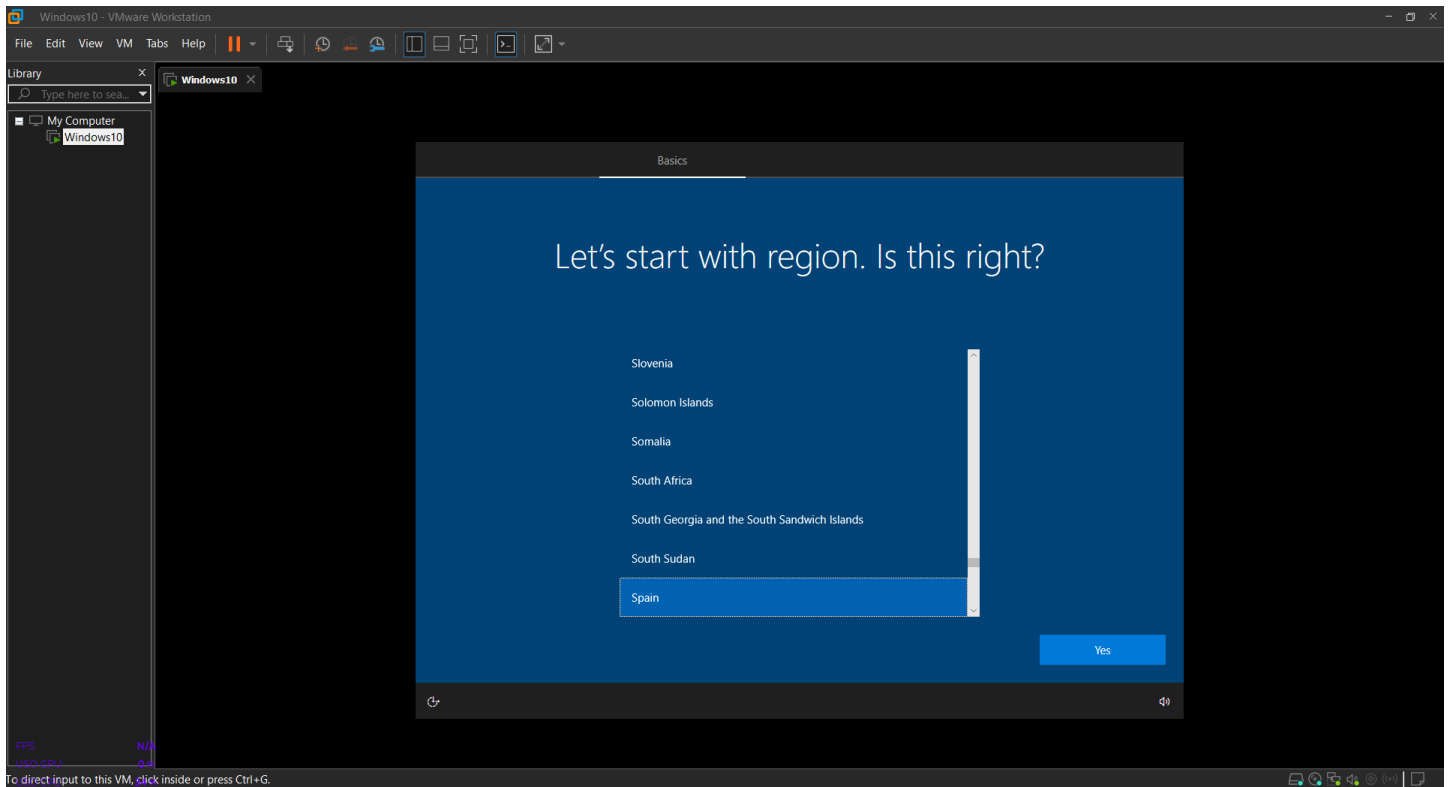 Windows10 - VMware Workstation
File Edit View VM Tabs Help
Library X
Type here to sea...
Windows10
My Computer
Windows10
Basics
Let's start with region. Is this right?
Slovenia
Solomon Islands
Somalia
South Africa
South Georgia and the South Sandwich Islands
South Sudan
Spain
Yes
FPS N/A
To direct input to this VM, click inside or press Ctrl+G.